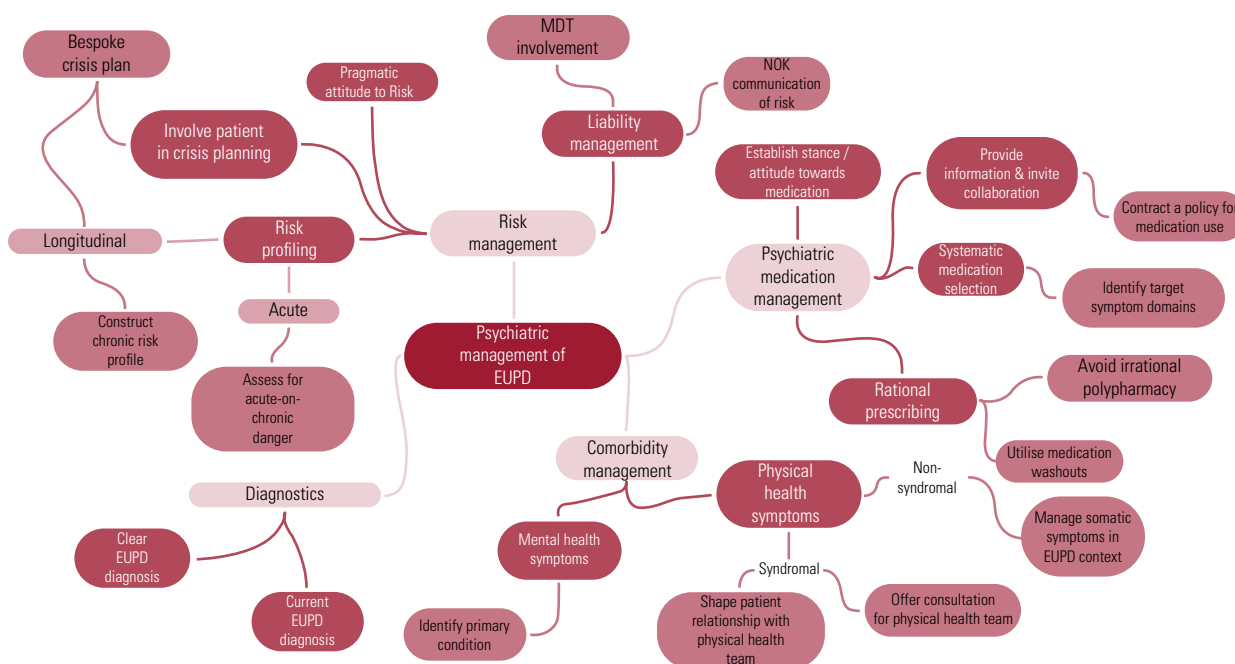 Bespoke
crisis plan
Pragmatic
attitude to Risk
Involve patient
in crisis planning
MDT
involvement
NOK
communication
of risk
Liability
management
Establish stance /
attitude towards
medication
Provide
information & invite
collaboration
Contract a policy for
medication use
Longitudinal
Risk
profiling
Risk
management
Psychiatric
medication
management
Systematic
medication
selection
Identify target
symptom domains
Acute
Construct
chronic risk
profile
Psychiatric
management of
EUPD
Assess for
acute-on-
chronic
danger
Rational
prescribing
Avoid irrational
polypharmacy
Utilise medication
washouts
Comorbidity
management
Diagnostics
Physical
health
symptoms
Non-
syndromal
Manage somatic
symptoms in
EUPD context
Clear
EUPD
diagnosis
Current
EUPD
diagnosis
Mental health
symptoms
Syndromal
Identify primary
condition
Shape patient
relationship with
physical health
team
Offer consultation
for physical health team